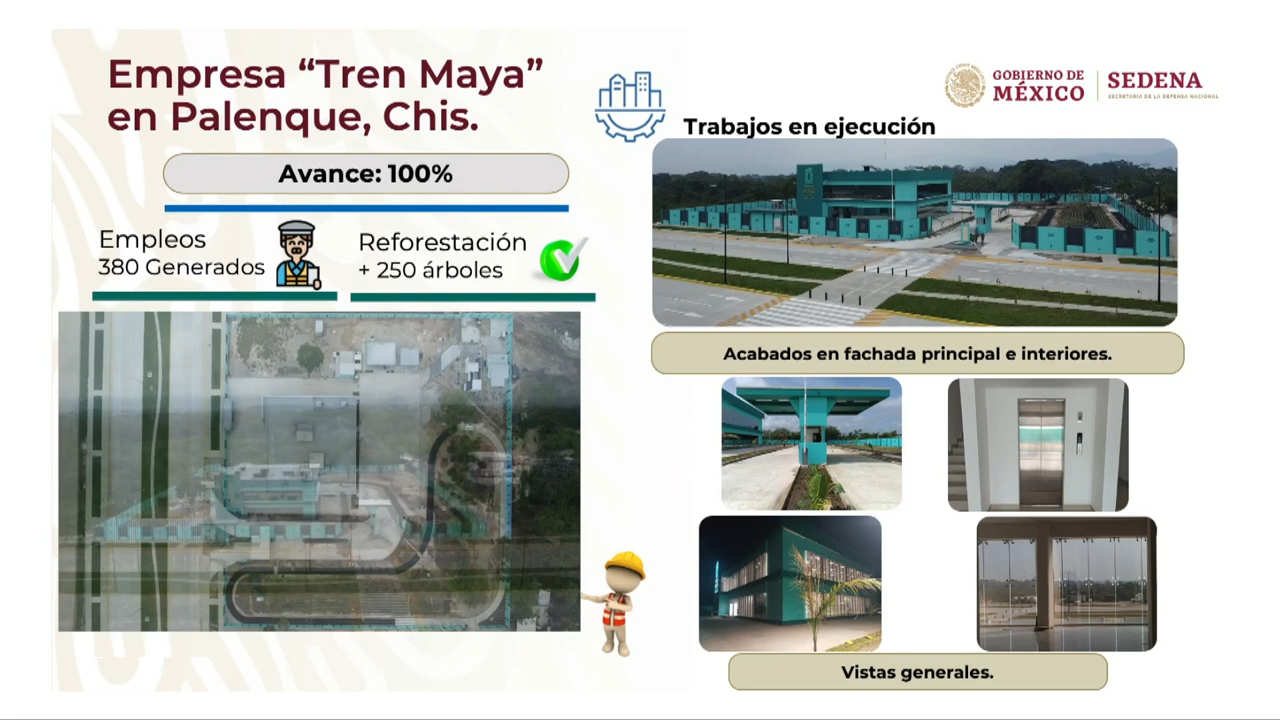 Empresa “Tren Maya”
en Palenque, Chis.
Avance: 100%
Empleos
380 Generados
Reforestación
+ 250 árboles
GOBIERNO DE
MÉXICO
SEDENA
SECRETARÍA DE LA DEFENSA NACIONAL
Trabajos en ejecución
Acabados en fachada principal e interiores.
Vistas generales.